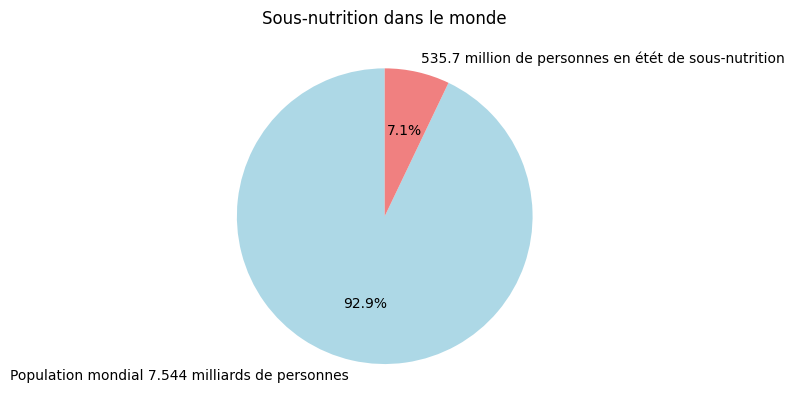 Sous-nutrition dans le monde
535.7 million de personnes en étét de sous-nutrition
7.1%
92.9%
Population mondial 7.544 milliards de personnes